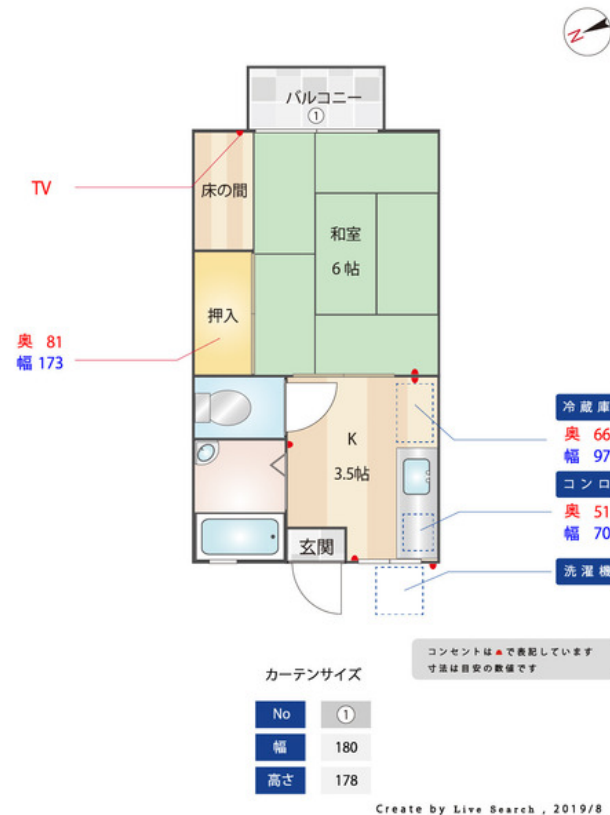 N
バルコニー
①
TV
床の間
和室
6 帖
押入
奥 81
幅 173
冷蔵庫
奥 66
幅 97
K
3.5帖
コンロ
奥 51
幅 70
玄関
洗濯機
コンセントは で表記しています
寸法は目安の数値です
カーテンサイズ
No ①
幅 180
高さ 178
Create by Live Search , 2019/8